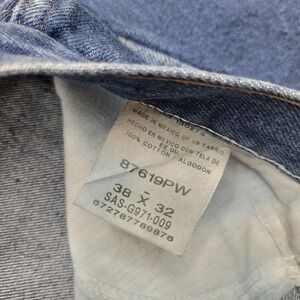 MADE IN MEXICO OF US FABRIC
HECHO EN MEXICO CON TELA DE
EE UU
100% COTTON / ALGODON
87619PW
-
38 X 32
SAS-G971-009